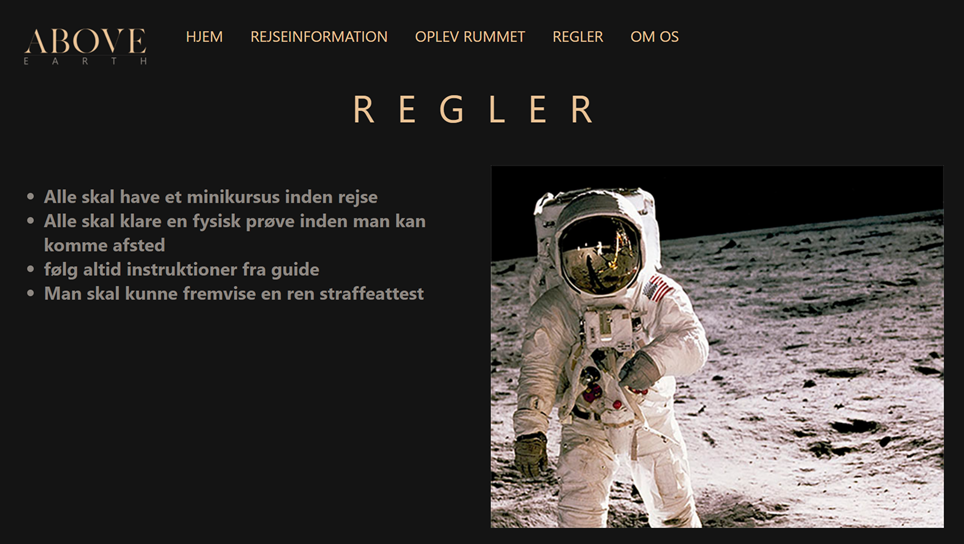 ABOVE
EARTH
HJEM REJSEINFORMATION OPLEV RUMMET REGLER OM OS
REGLER
Alle skal have et minikursus inden rejse
Alle skal klare en fysisk prøve inden man kan
komme afsted
følg altid instruktioner fra guide
Man skal kunne fremvise en ren straffeattest